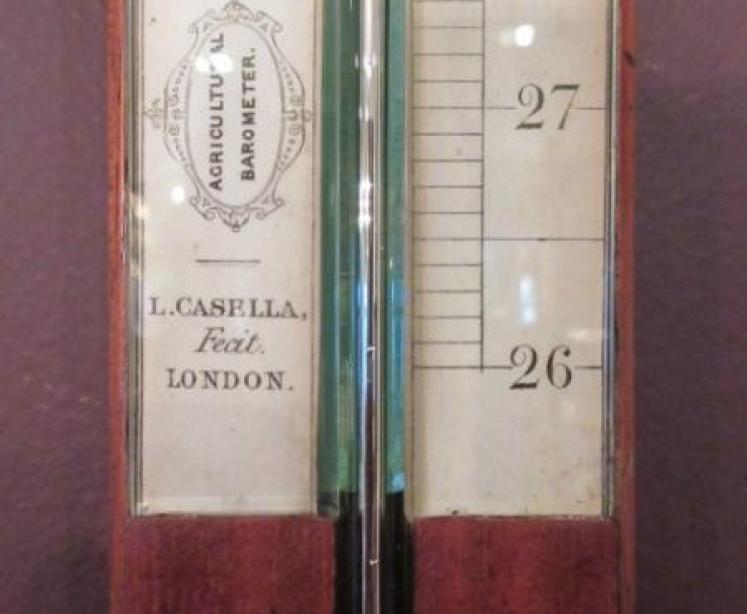 AGRICULTURAL
BAROMETER.
L. CASELLA,
Fecit.
LONDON.
27
26